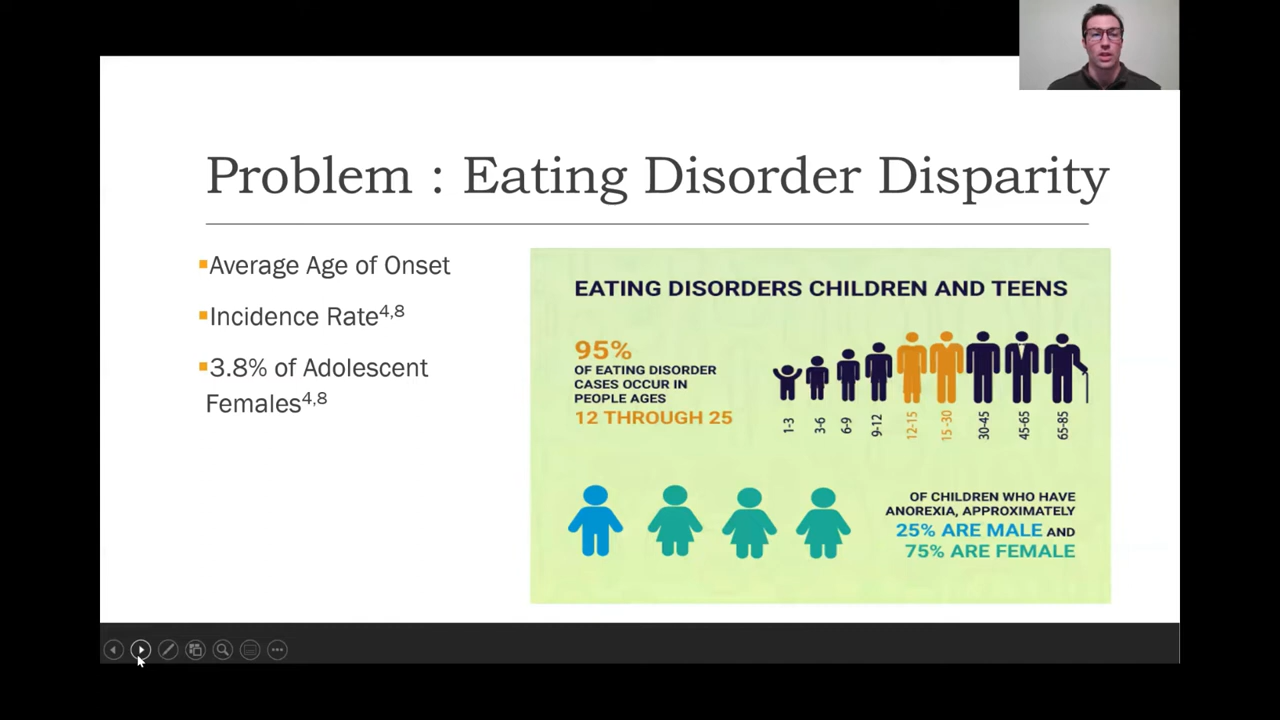 Problem : Eating Disorder Disparity
▪Average Age of Onset
▪Incidence Rate4,8
▪3.8% of Adolescent
Females4,8
EATING DISORDERS CHILDREN AND TEENS
95%
OF EATING DISORDER
CASES OCCUR IN
PEOPLE AGES
12 THROUGH 25
1-3
3-6
6-9
9-12
12-15
15 -30
30-45
45-65
65-85
OF CHILDREN WHO HAVE
ANOREXIA, APPROXIMATELY
25% ARE MALE AND
75% ARE FEMALE